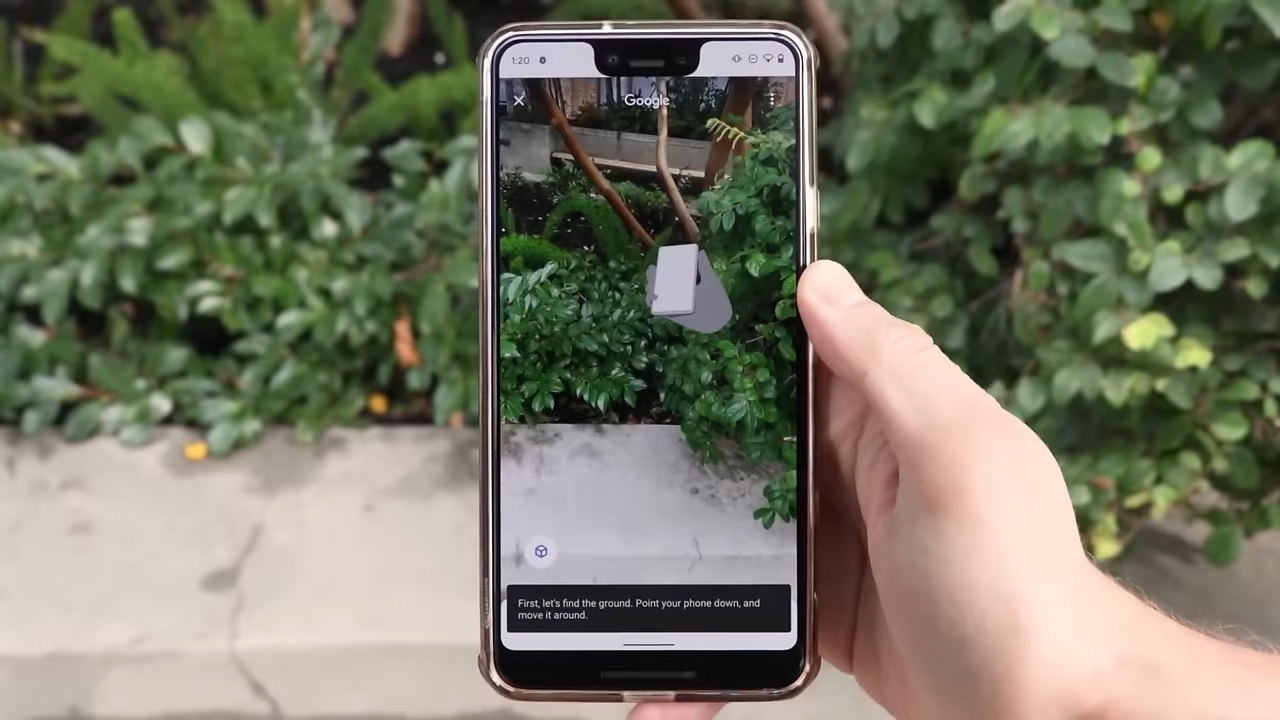 1:20
Google
First, let's find the ground. Point your phone down, and
move it around.